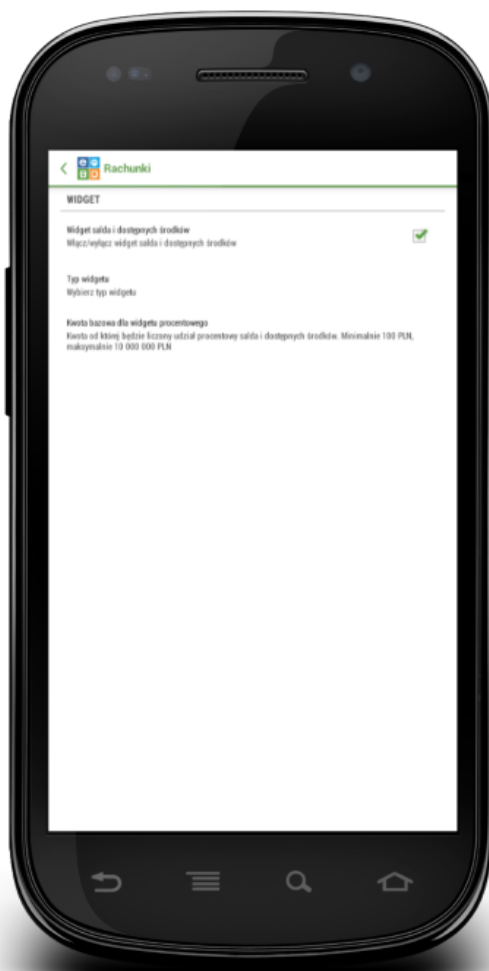 Rachunki
WIDGET
Widget salda i dostępnych środków
Włącz/wyłącz widget salda i dostępnych środków
Typ widgetu
Wybierz typ widgetu
Kwota bazowa dla widgetu procentowego
Kwota od której będzie liczony udział procentowy salda i dostępnych środków. Minimalnie 100 PLN,
maksymalnie 10 000 000 PLN